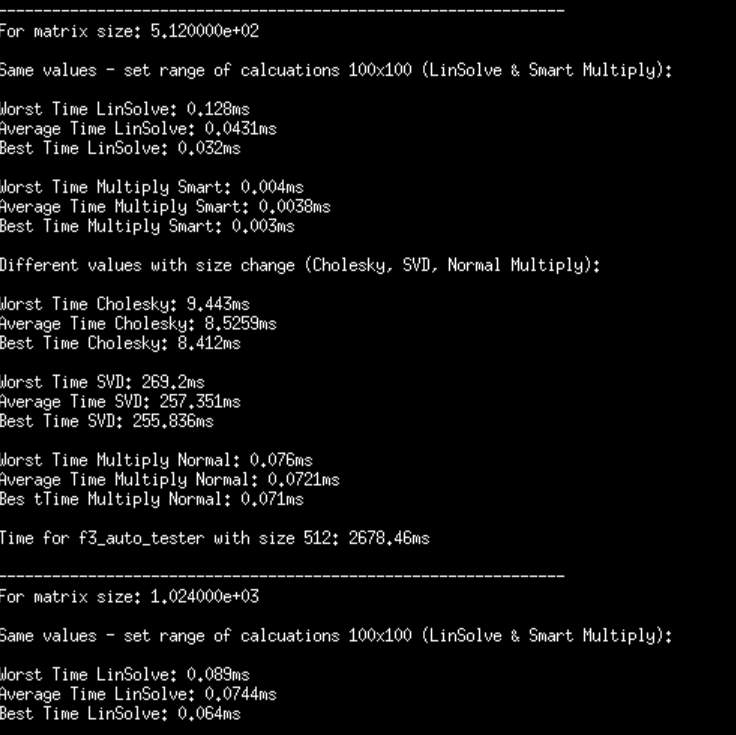 For matrix size: 5.120000e+02
Same values - set range of calcuations 100x100 (LinSolve & Smart Multiply):
Worst Time LinSolve: 0.128ms
Average Time LinSolve: 0.0431ms
Best Time LinSolve: 0.032ms
Worst Time Multiply Smart: 0.004ms
Average Time Multiply Smart: 0.0038ms
Best Time Multiply Smart: 0.003ms
Different values with size change (Cholesky, SVD, Normal Multiply):
Worst Time Cholesky: 9.443ms
Average Time Cholesky: 8.5259ms
Best Time Cholesky: 8.412ms
Worst Time SVD: 269.2ms
Average Time SVD: 257.351ms
Best Time SVD: 255.836ms
Worst Time Multiply Normal: 0.076ms
Average Time Multiply Normal: 0.0721ms
Bes tTime Multiply Normal: 0.071ms
Time for f3_auto_tester with size 512: 2678.46ms
For matrix size: 1.024000e+03
Same values - set range of calcuations 100x100 (LinSolve & Smart Multiply):
Worst Time LinSolve: 0.089ms
Average Time LinSolve: 0.0744ms
Best Time LinSolve: 0.064ms